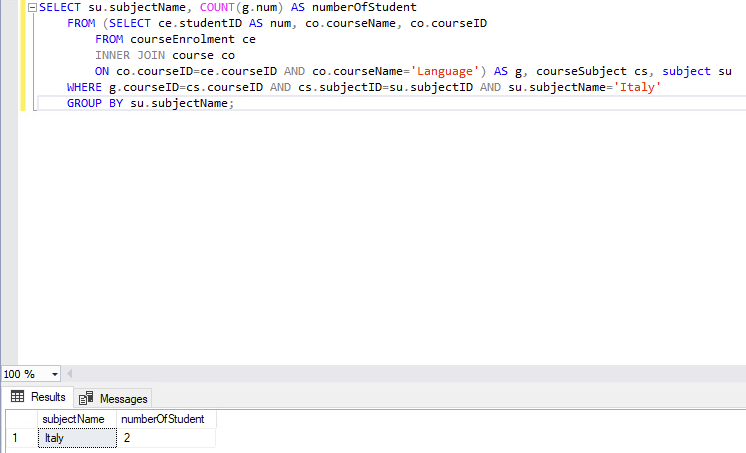 SELECT su.subjectName, COUNT(g.num) AS numberOfStudent
FROM (SELECT ce.studentID AS num, co.courseName, co.courseID
FROM courseEnrolment ce
INNER JOIN course co
ON co.courseID=ce.courseID AND co.courseName='Language') AS g, courseSubject cs, subject su
WHERE g.courseID=cs.courseID AND cs.subjectID=su.subjectID AND su.subjectName='Italy'
GROUP BY su.subjectName;
100 %
Results Messages
subjectName numberOfStudent
1 Italy 2